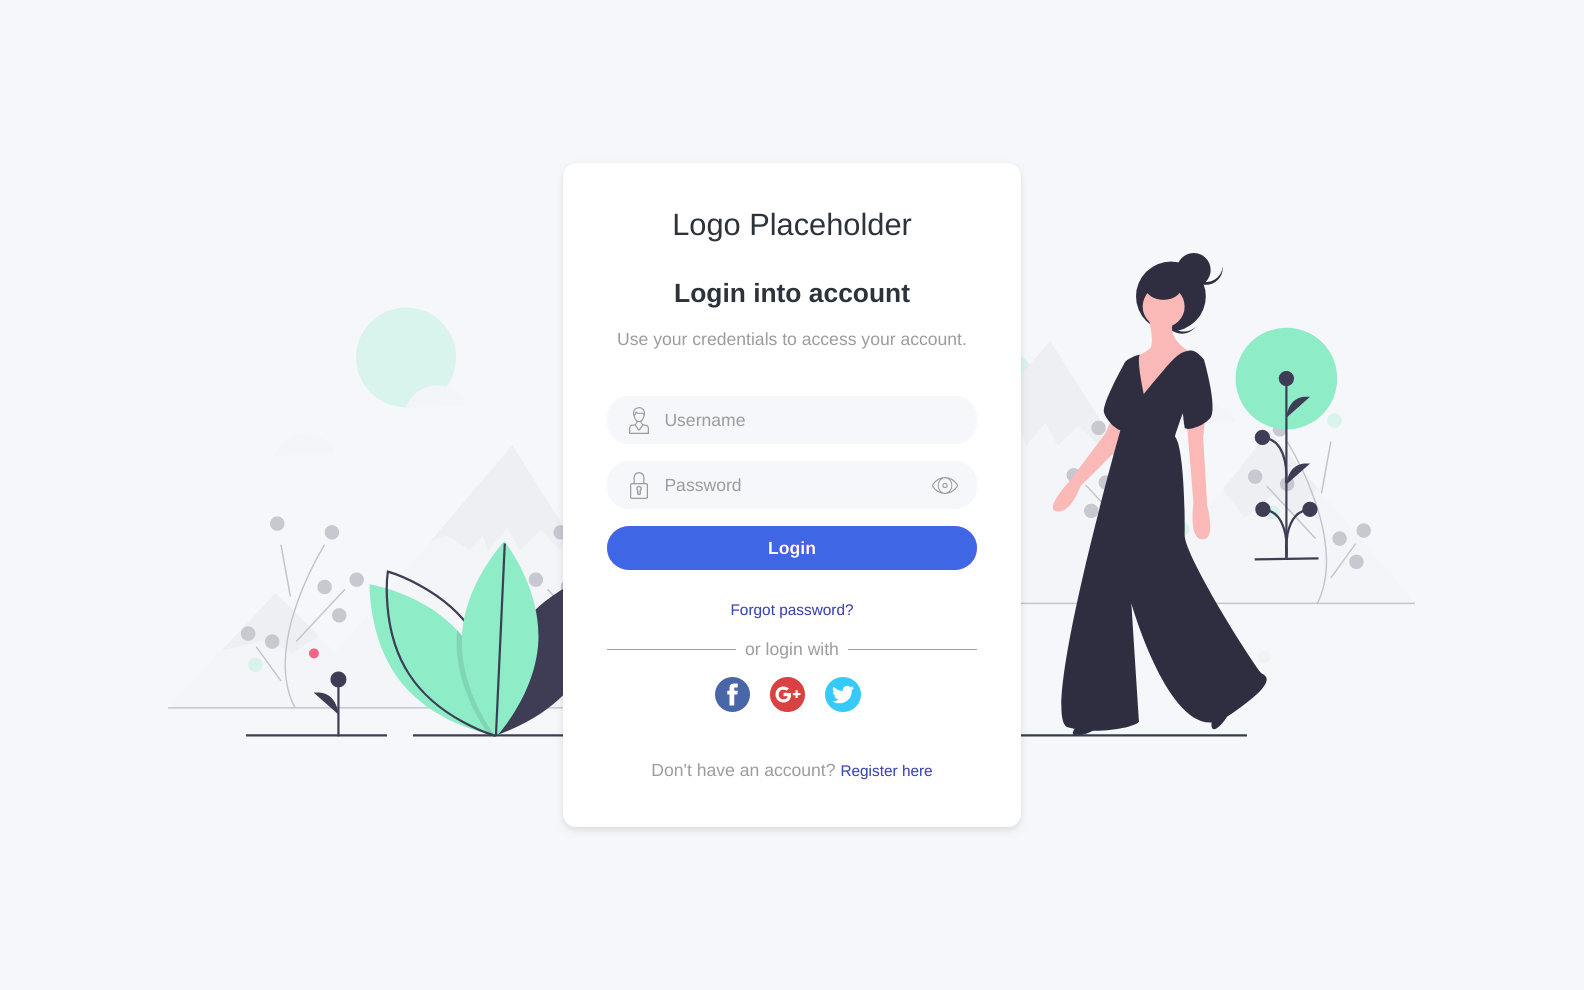 Logo Placeholder
Login into account
Use your credentials to access your account.
Username
Password
Login
Forgot password?
or login with
f G+
Don't have an account? Register here